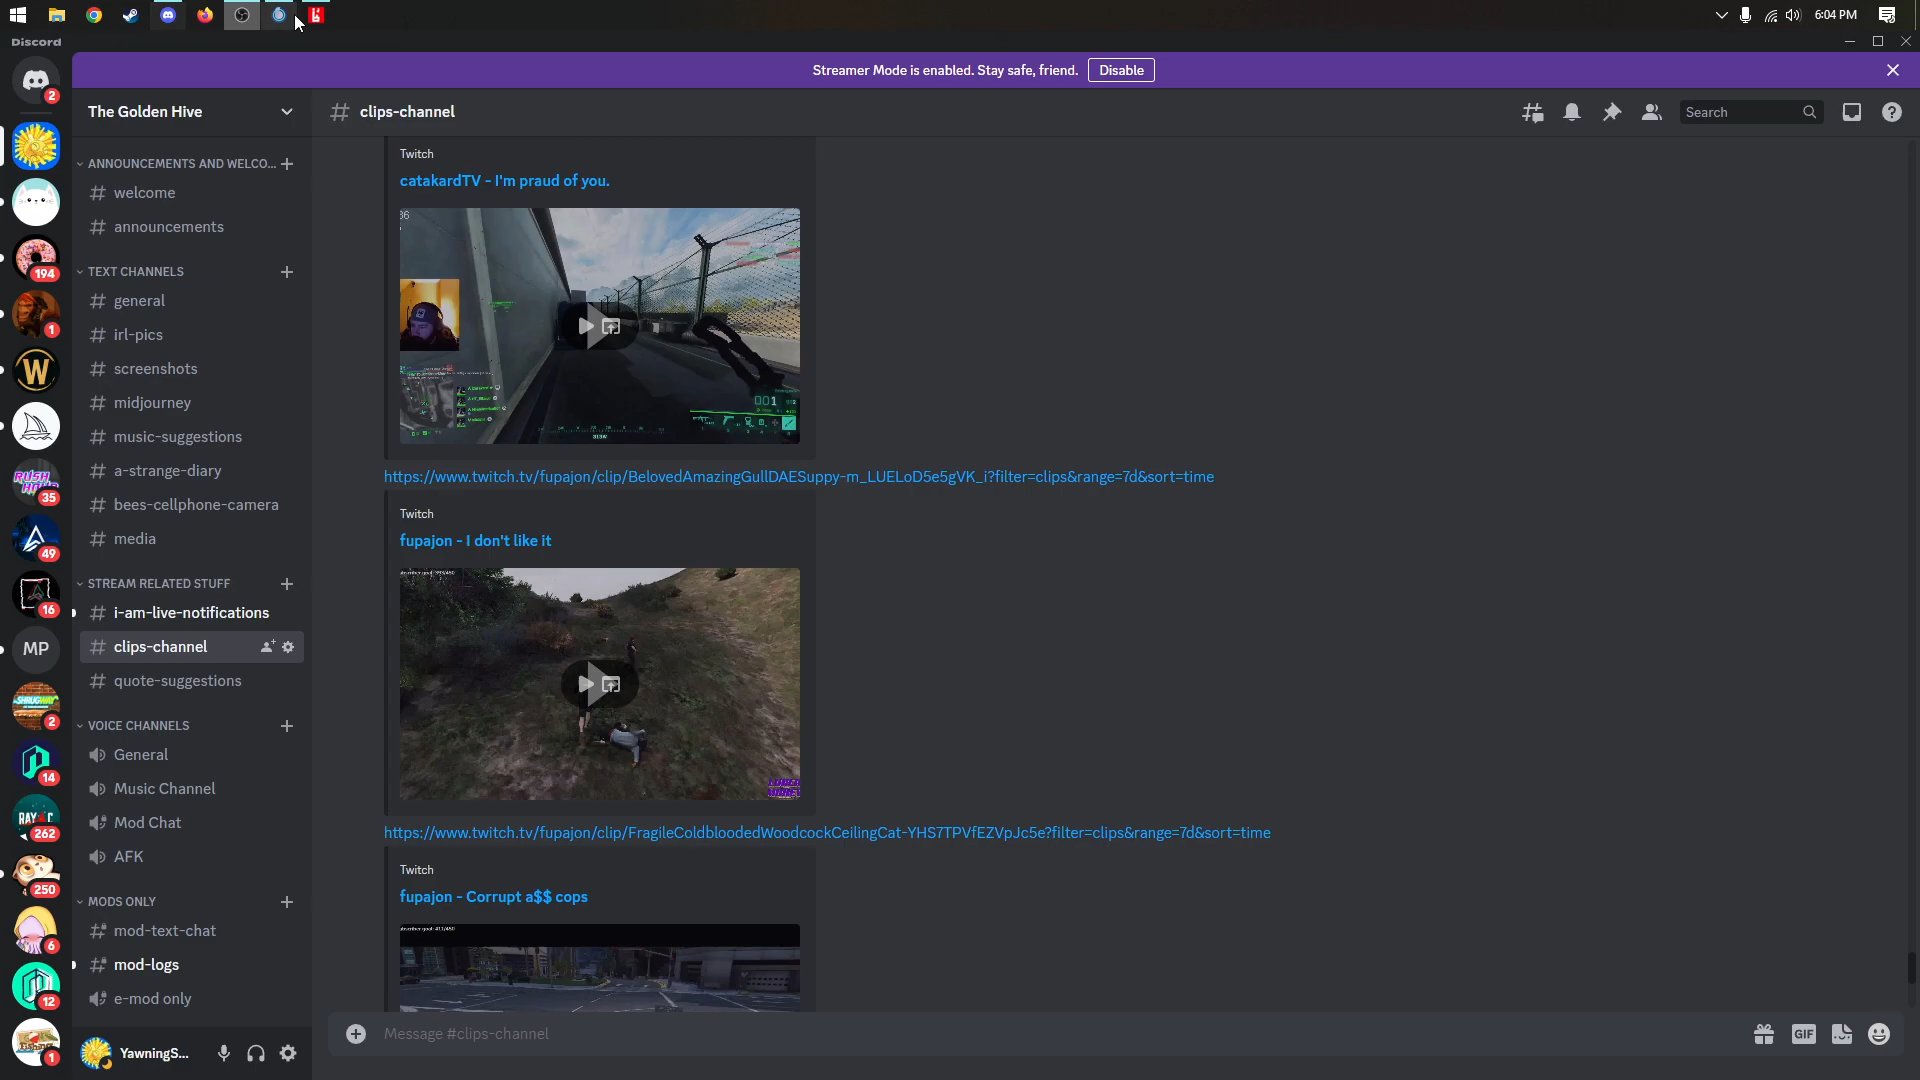 6:04 PM
Discord
Streamer Mode is enabled. Stay safe, friend. Disable
2
194
1
W
RUSH HOUR
35
49
16
MP
SHRUGWAY
2
14
262
250
6
12
1
The Golden Hive
ANNOUNCEMENTS AND WELCO...
welcome
announcements
TEXT CHANNELS
general
irl-pics
screenshots
midjourney
music-suggestions
a-strange-diary
bees-cellphone-camera
media
STREAM RELATED STUFF
i-am-live-notifications
clips-channel
quote-suggestions
VOICE CHANNELS
General
Music Channel
Mod Chat
AFK
MODS ONLY
mod-text-chat
mod-logs
e-mod only
YawningS...
# clips-channel
Search
Twitch
catakardTV - I'm praud of you.
https://www.twitch.tv/fupajon/clip/BelovedAmazingGullDAESuppy-m_LUELoD5e5gVK_i?filter=clips&range=7d&sort=time
Twitch
fupajon - I don't like it
https://www.twitch.tv/fupajon/clip/FragileColdbloodedWoodcockCeilingCat-YHS7TPVfEZVpJc5e?filter=clips&range=7d&sort=time
Twitch
fupajon - Corrupt a$$ cops
Message #clips-channel
GIF